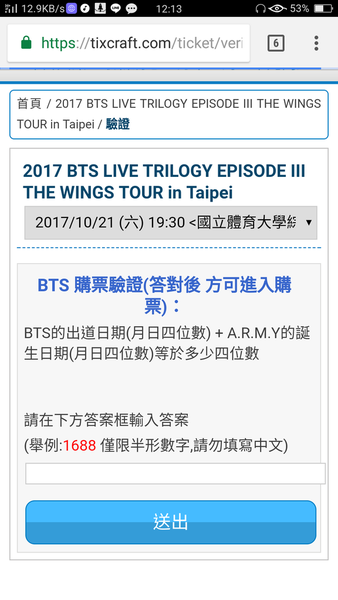 12.9KB/s 12:13 53%
https://tixcraft.com/ticket/veri 6
首頁 / 2017 BTS LIVE TRILOGY EPISODE III THE WINGS
TOUR in Taipei / 驗證
2017 BTS LIVE TRILOGY EPISODE III
THE WINGS TOUR in Taipei
2017/10/21 (六) 19:30 <國立體育大學綜
BTS 購票驗證(答對後 方可進入購
票)：
BTS的出道日期(月日四位數) + A.R.M.Y的誕
生日期(月日四位數)等於多少四位數
請在下方答案框輸入答案
(舉例:1688 僅限半形數字,請勿填寫中文)
送出